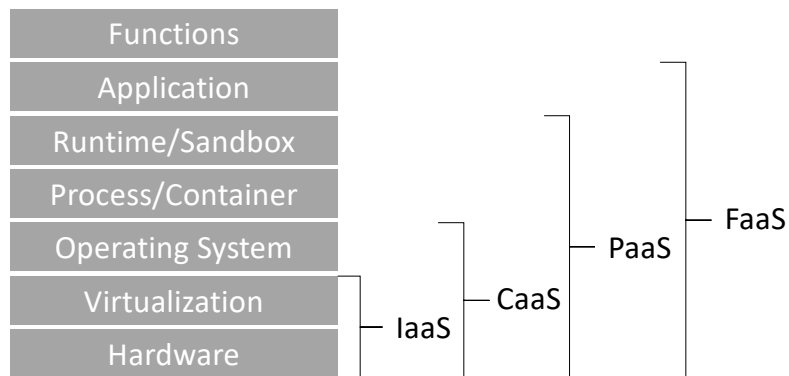 Functions
Application
Runtime/Sandbox
Process/Container
Operating System
Virtualization
Hardware
IaaS
CaaS
PaaS
FaaS